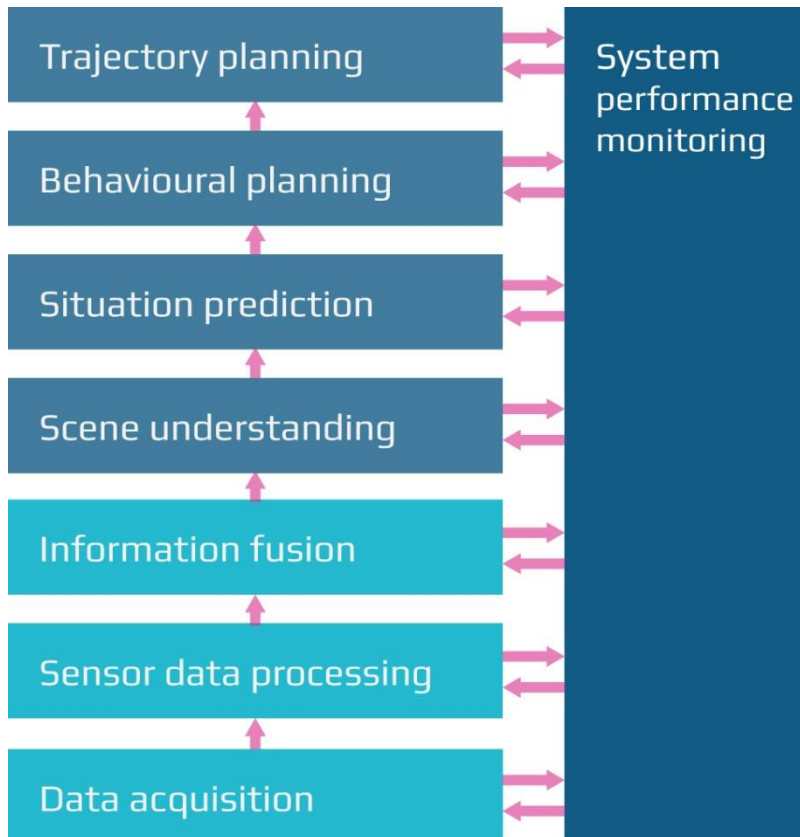 Trajectory planning
System
performance
monitoring
Behavioural planning
Situation prediction
Scene understanding
Information fusion
Sensor data processing
Data acquisition